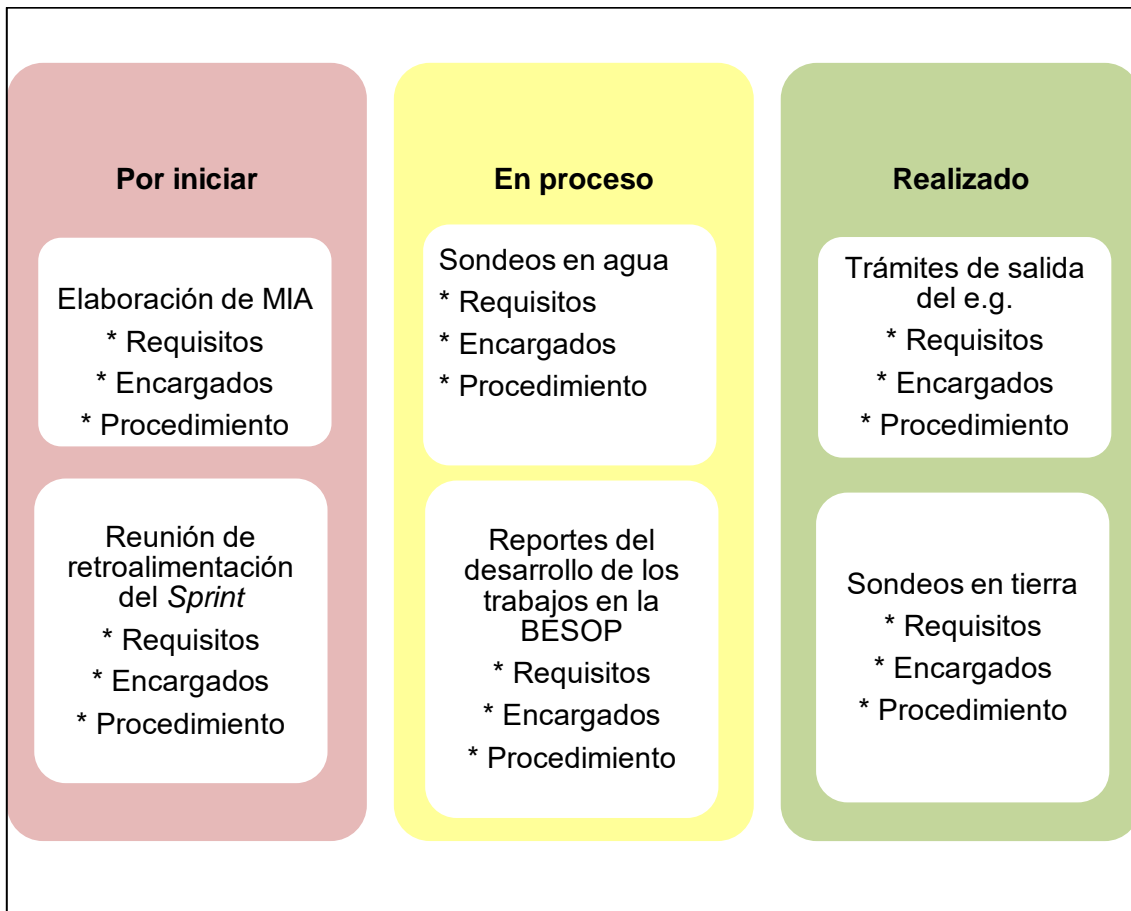 Por iniciar
Elaboración de MIA
* Requisitos
* Encargados
* Procedimiento
Reunión de
retroalimentación
del Sprint
* Requisitos
* Encargados
* Procedimiento
En proceso
Sondeos en agua
* Requisitos
* Encargados
* Procedimiento
Reportes del
desarrollo de los
trabajos en la
BESOP
* Requisitos
* Encargados
* Procedimiento
Realizado
Trámites de salida
del e.g.
* Requisitos
* Encargados
* Procedimiento
Sondeos en tierra
* Requisitos
* Encargados
* Procedimiento